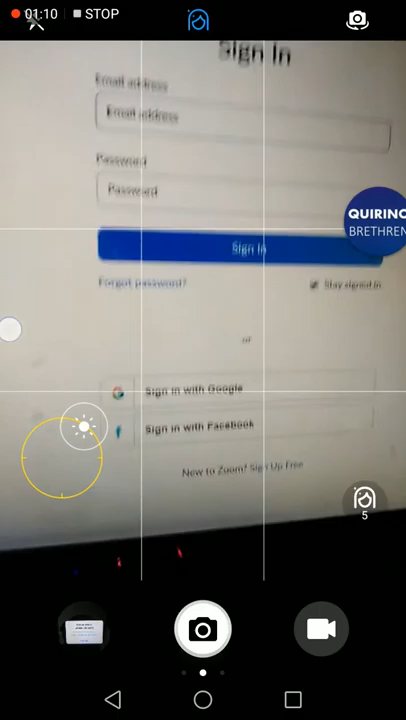 01:10 STOP
Sign In
Email address
Email address
Password
Password
QUIRINO
BRETHREN
Sign In
Forgot password?
Stay signed in
or
Sign in with Google
Sign in with Facebook
New to Zoom? Sign Up Free
5